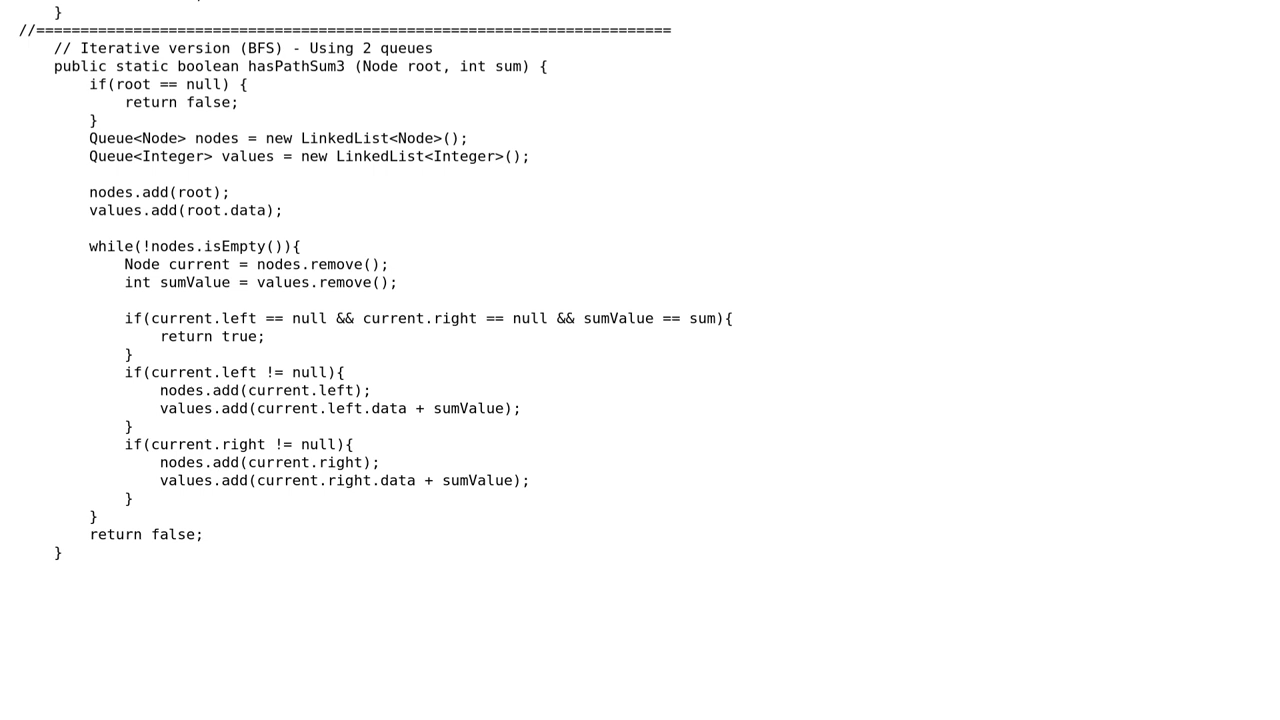 }
//========================================================================
    // Iterative version (BFS) - Using 2 queues
    public static boolean hasPathSum3 (Node root, int sum) {
        if(root == null) {
            return false;
        }
        Queue<Node> nodes = new LinkedList<Node>();
        Queue<Integer> values = new LinkedList<Integer>();

        nodes.add(root);
        values.add(root.data);

        while(!nodes.isEmpty()){
            Node current = nodes.remove();
            int sumValue = values.remove();

            if(current.left == null && current.right == null && sumValue == sum){
                return true;
            }
            if(current.left != null){
                nodes.add(current.left);
                values.add(current.left.data + sumValue);
            }
            if(current.right != null){
                nodes.add(current.right);
                values.add(current.right.data + sumValue);
            }
        }
        return false;
    }